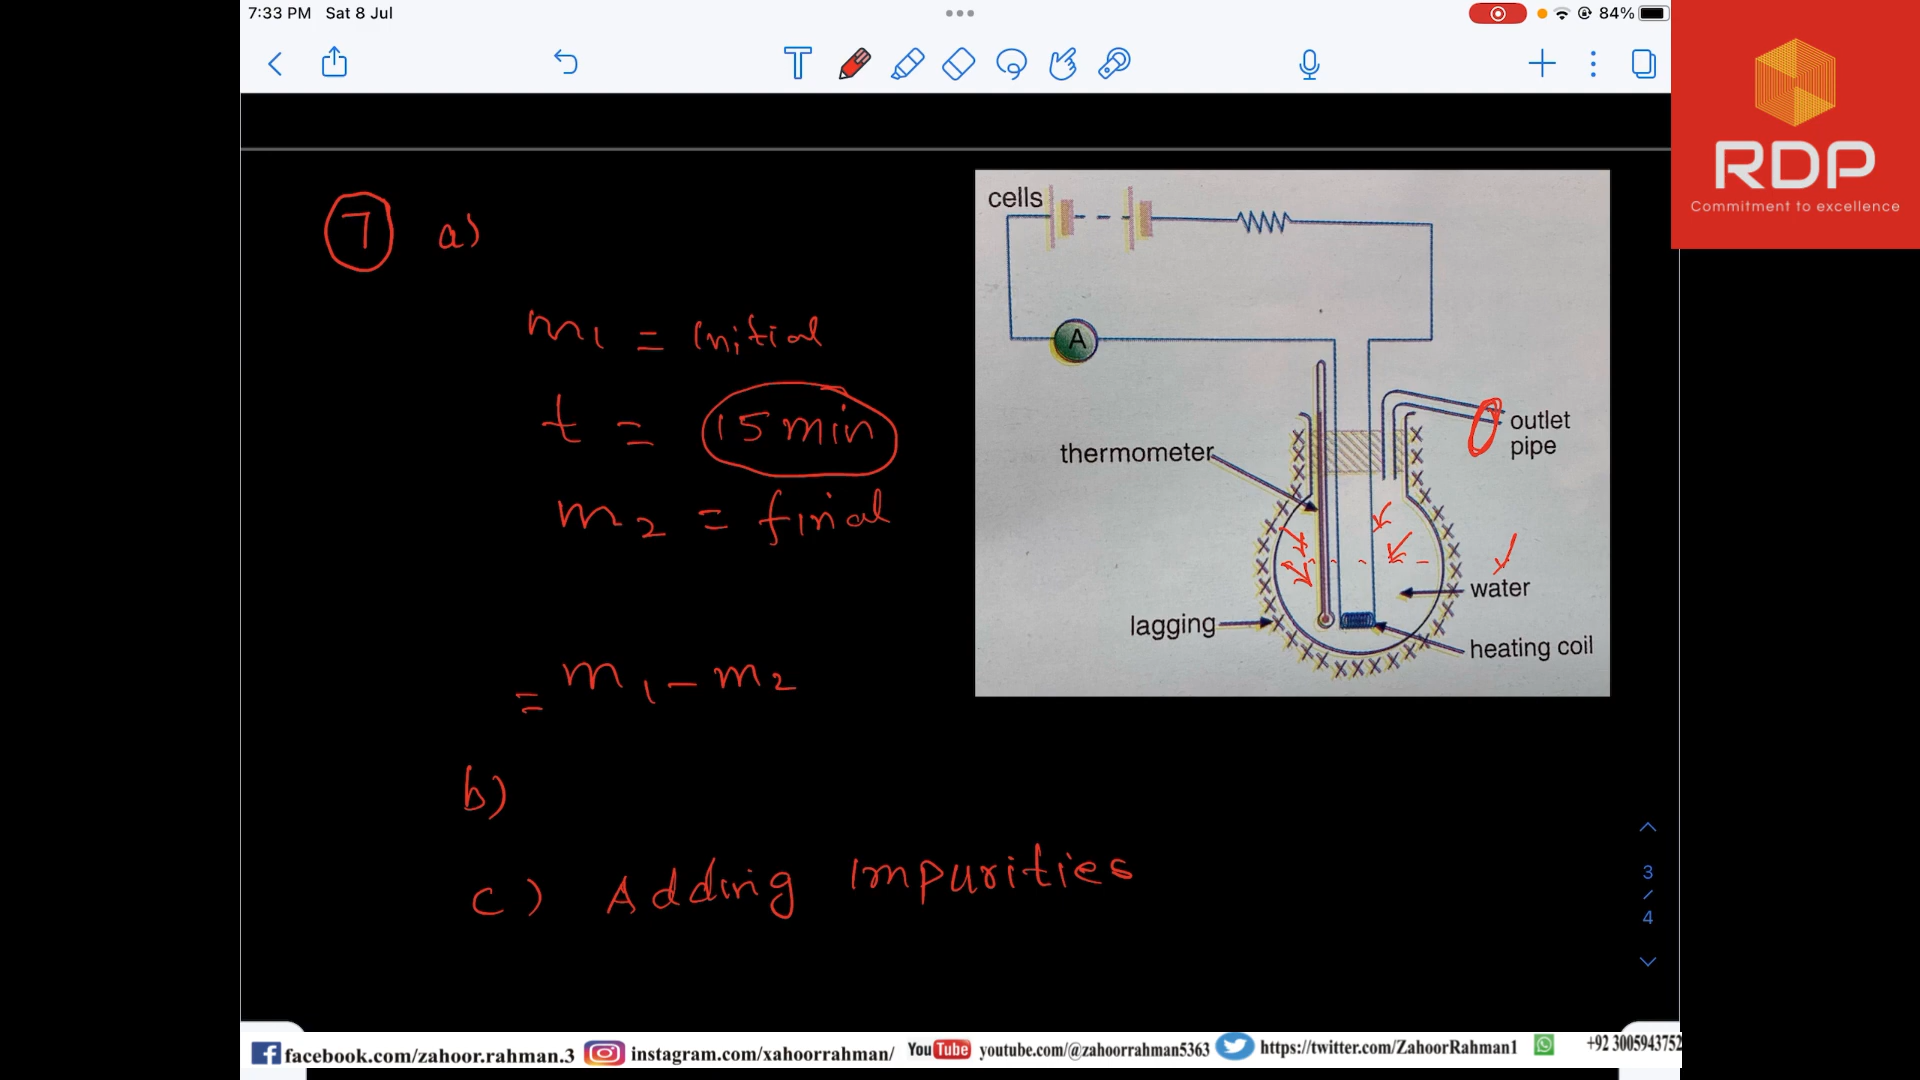 7:33 PM Sat 8 Jul
84%
RDP
Commitment to excellence
7 a)
m1 = Initial
t = 15 min
m2 = final
= m1 - m2
b)
c) Adding Impurities
cells
A
thermometer
outlet
pipe
water
lagging
heating coil
3
/
4
facebook.com/zahoor.rahman.3 instagram.com/xahoorrahman/ YouTube youtube.com/@zahoorrahman5363 https://twitter.com/ZahoorRahman1 +92 3005943752